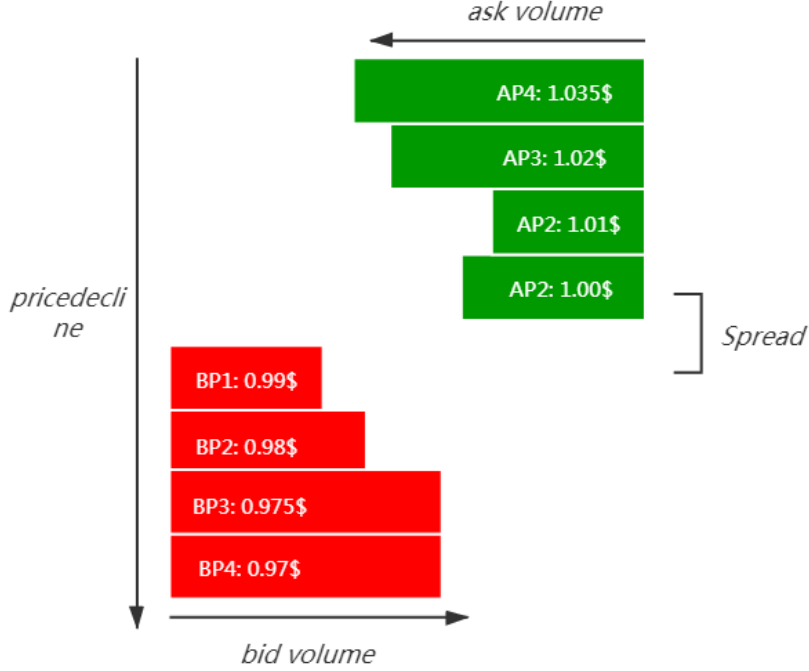 ask volume
AP4: 1.035$
AP3: 1.02$
AP2: 1.01$
AP2: 1.00$
pricedecli
ne
Spread
BP1: 0.99$
BP2: 0.98$
BP3: 0.975$
BP4: 0.97$
bid volume